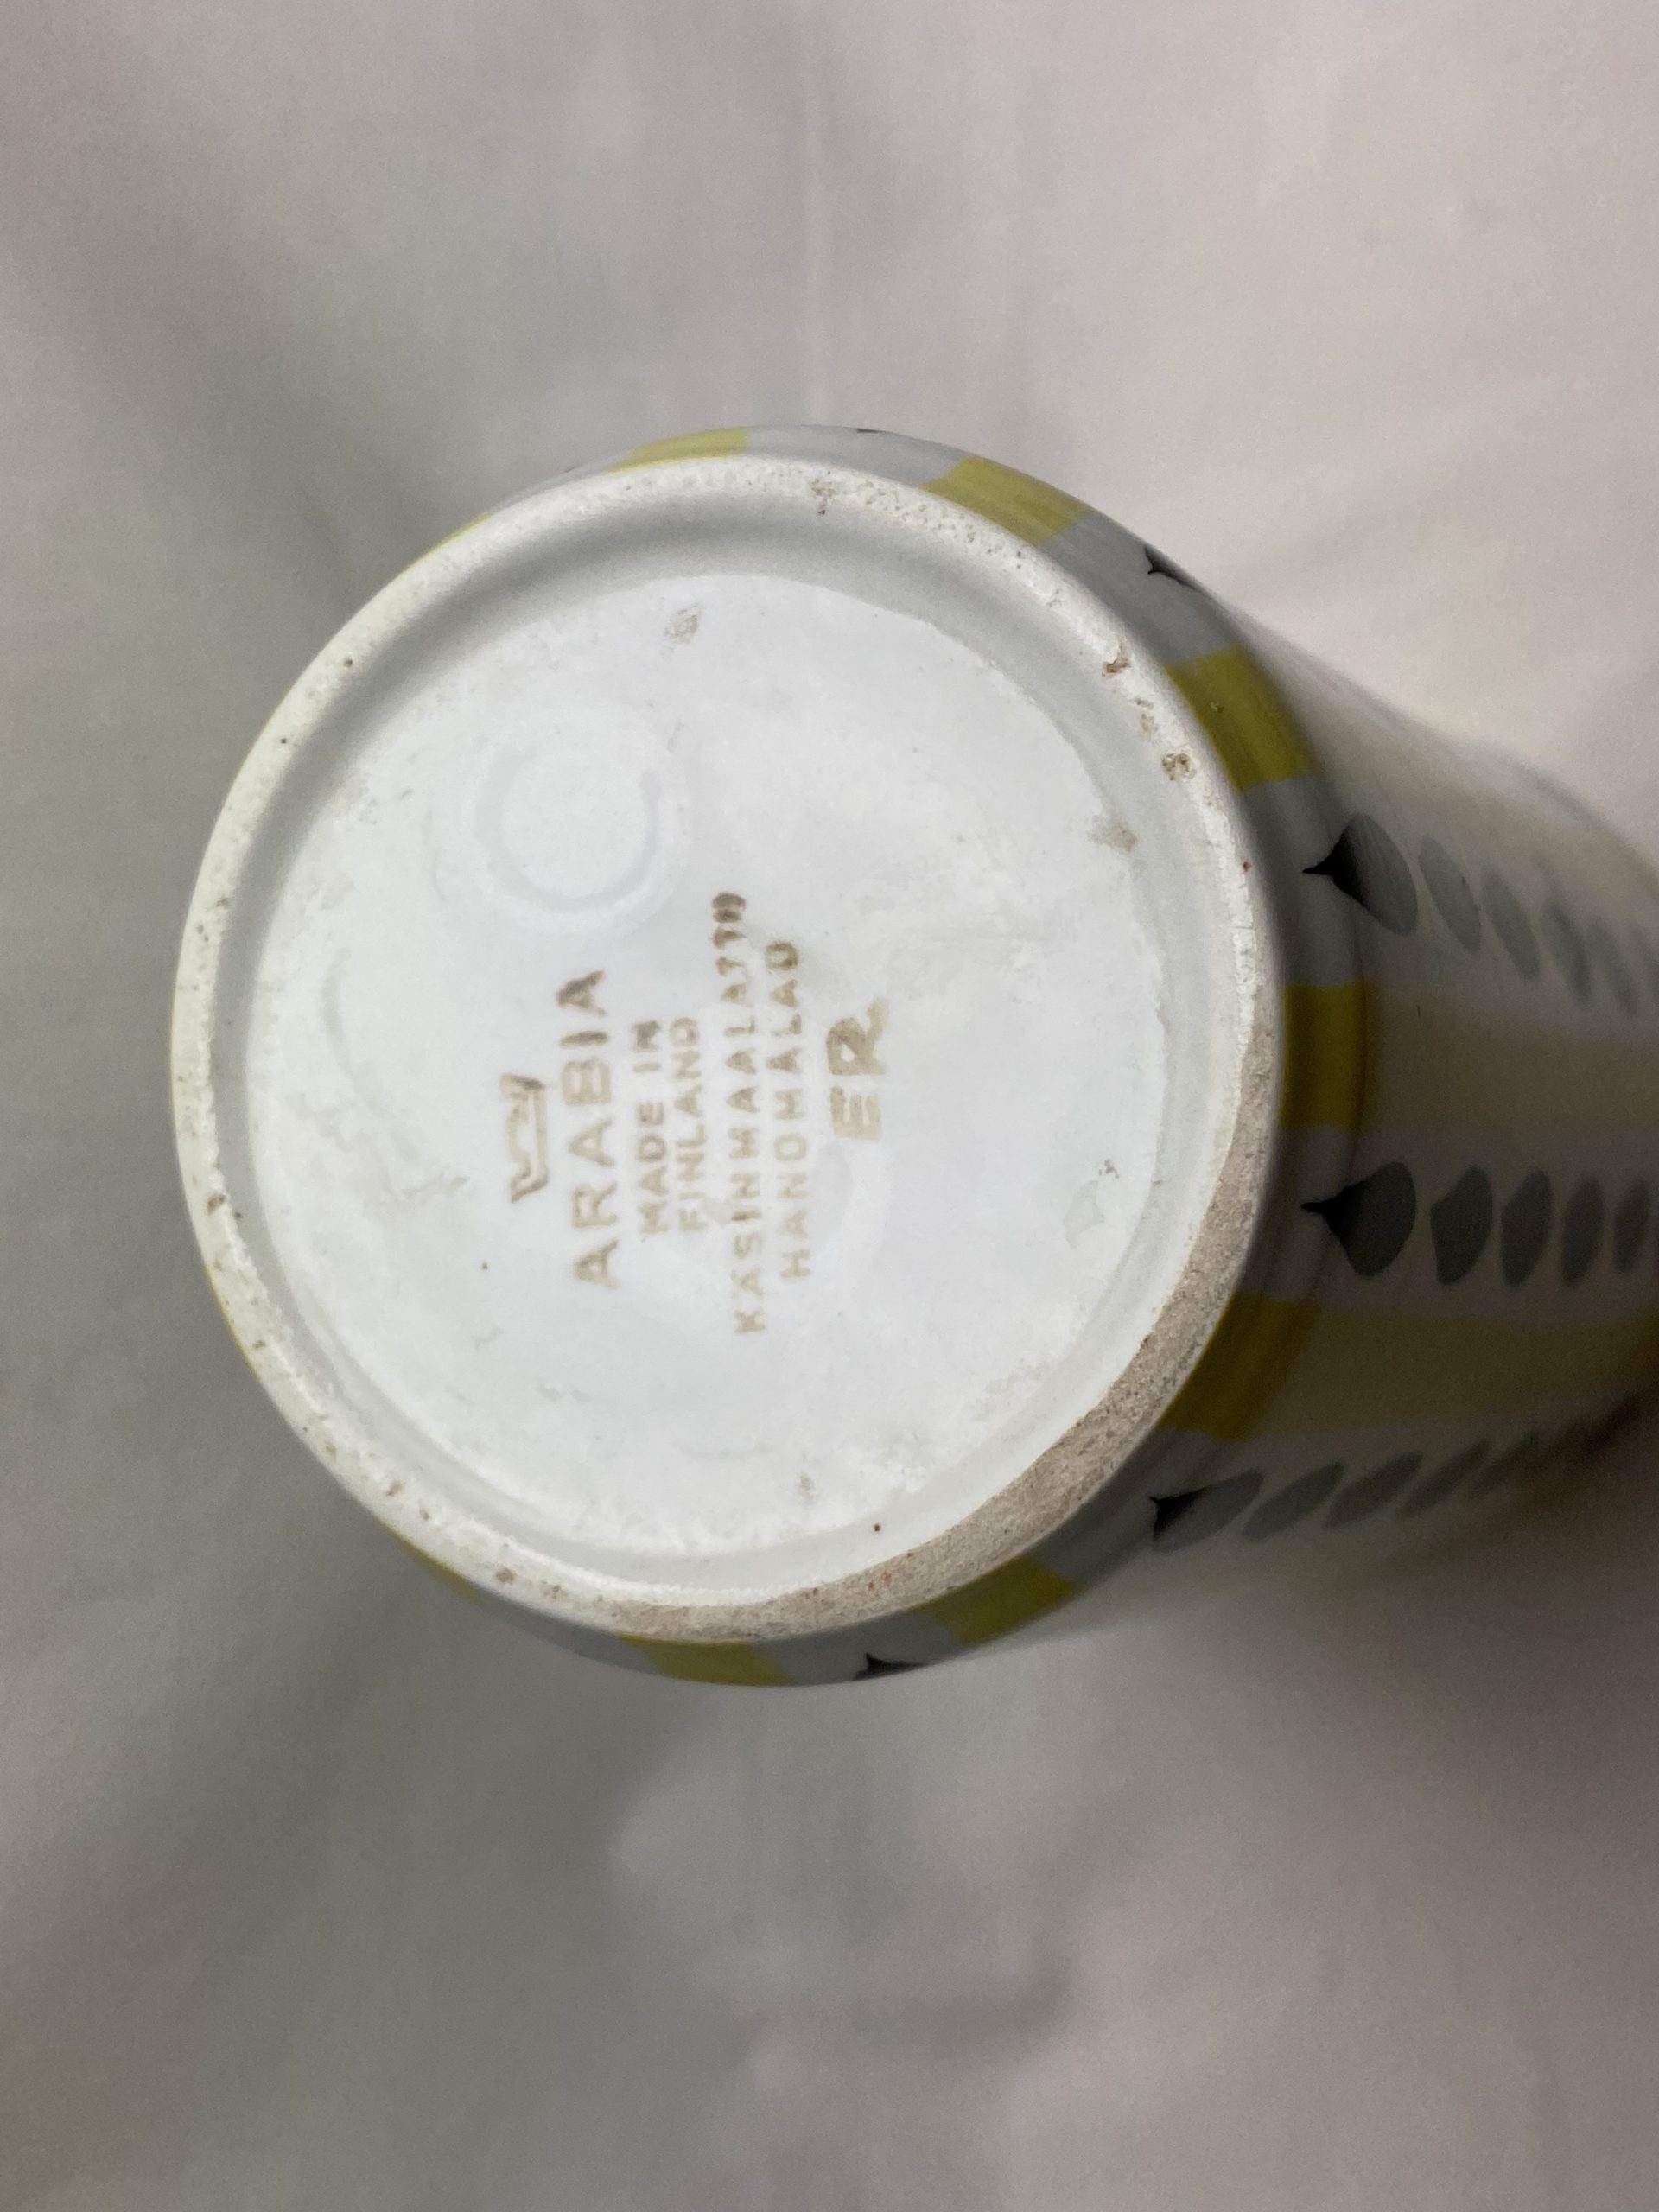 ARABIA
MADE IN
FINLAND
KÄSINMAALATTU
HANDMÅLAD
ER